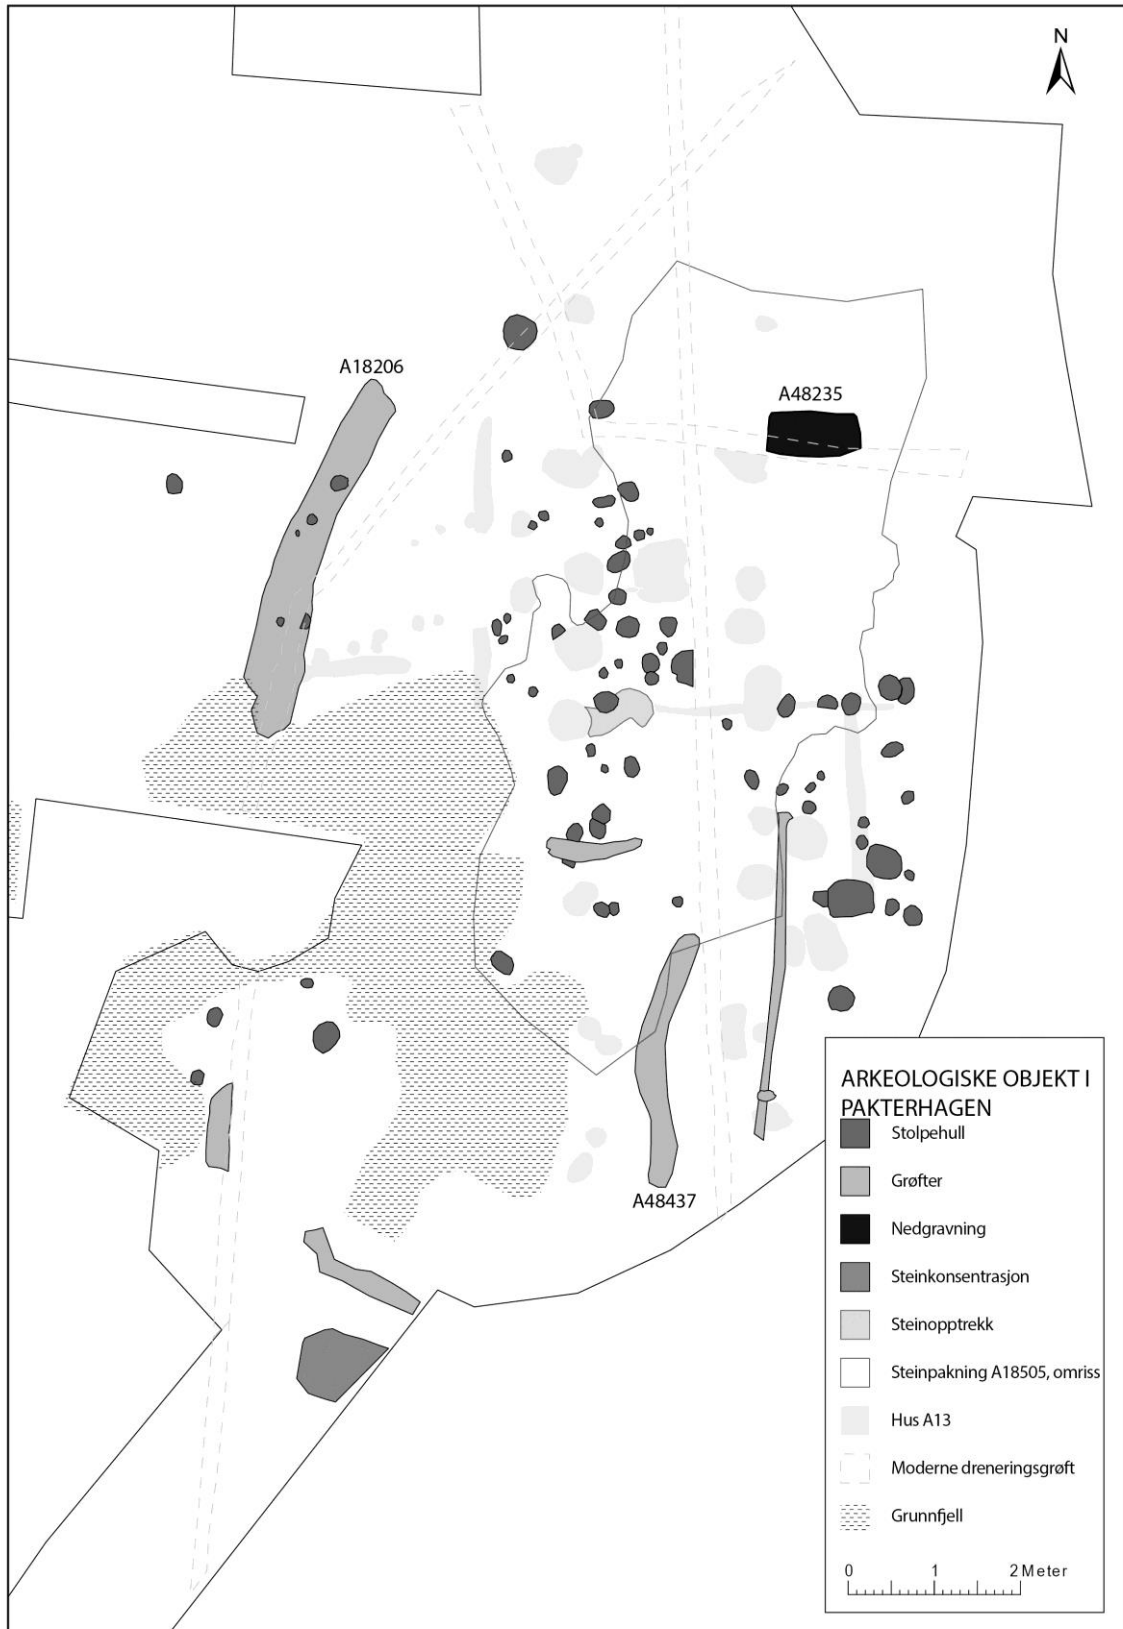 N
A18206
A48235
A48437
ARKEOLOGISKE OBJEKT I
PAKTERHAGEN
Stolpehull
Grøfter
Nedgravning
Steinkonsentrasjon
Steinopptrekk
Steinpakning A18505, omriss
Hus A13
Moderne dreneringsgrøft
Grunnfjell
0 1 2 Meter